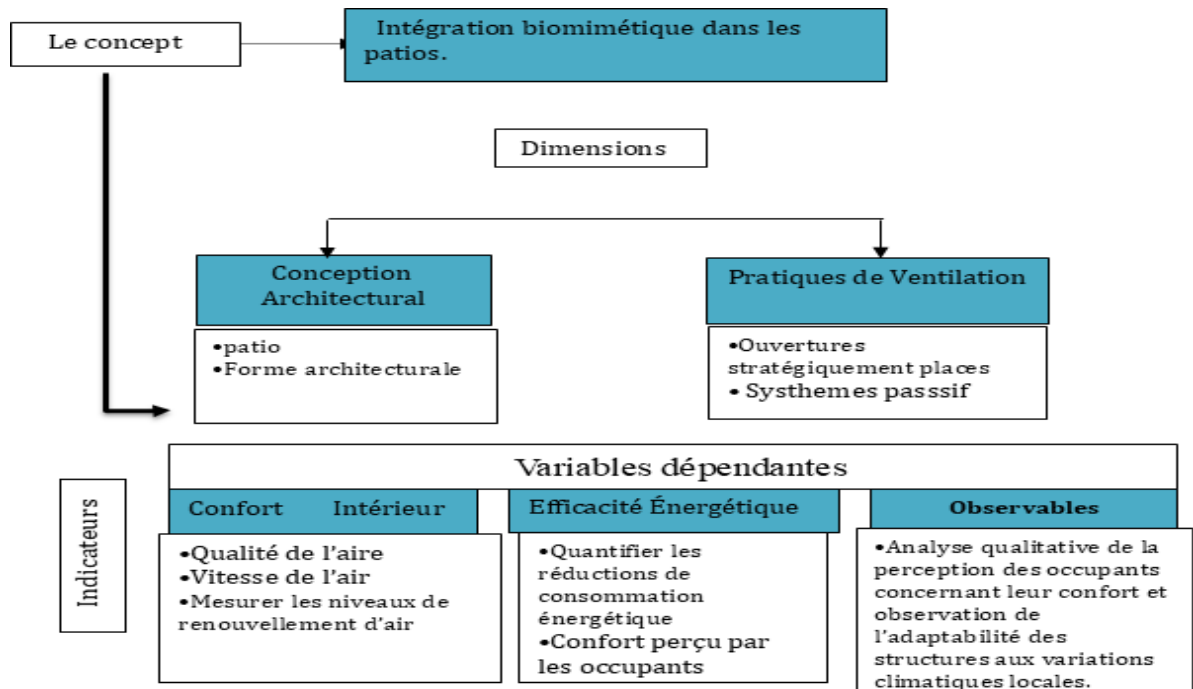 Le concept
Intégration biomimétique dans les
patios.
Dimensions
Conception
Architectural
•patio
•Forme architecturale
Pratiques de Ventilation
•Ouvertures
stratégiquement places
• Systhemes passsif
Indicateurs
Variables dépendantes
Confort Intérieur
•Qualité de l'aire
•Vitesse de l'air
•Mesurer les niveaux de
renouvellement d'air
Efficacité Énergétique
•Quantifier les
réductions de
consommation
énergétique
•Confort perçu par
les occupants
Observables
•Analyse qualitative de la
perception des occupants
concernant leur confort et
observation de
l'adaptabilité des
structures aux variations
climatiques locales.